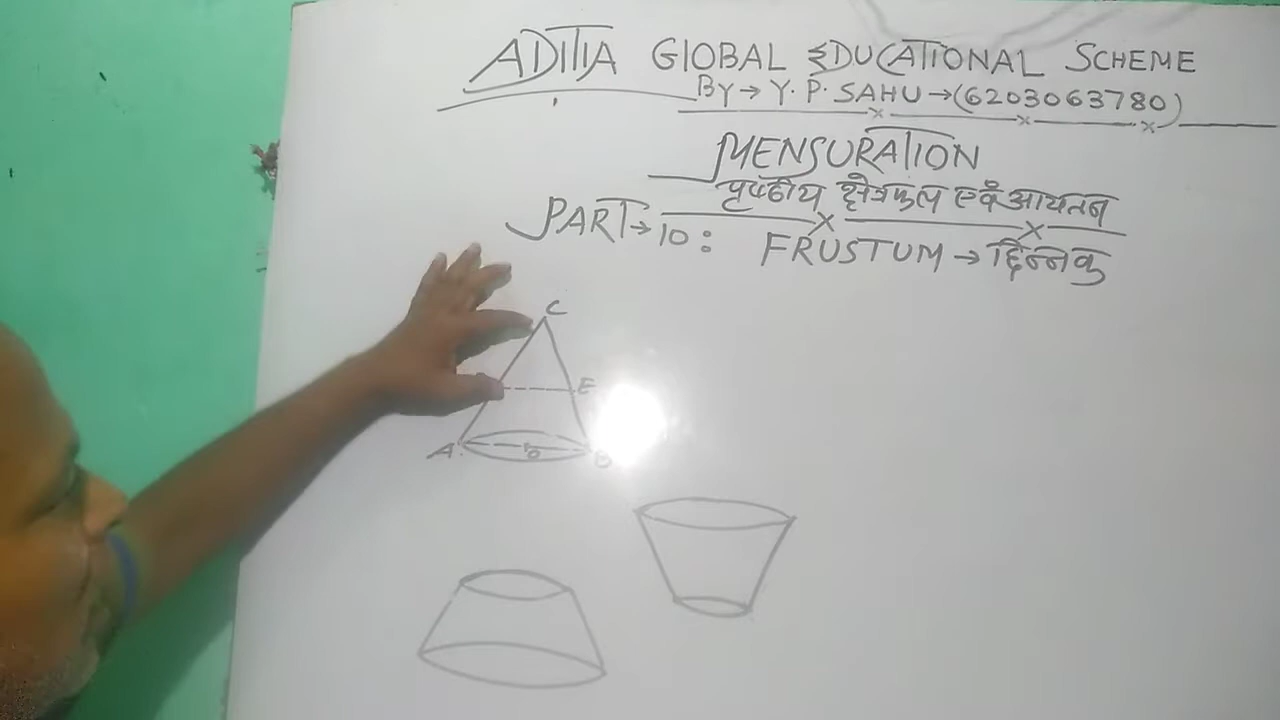 ADITIA GLOBAL EDUCATIONAL SCHEME
BY → Y. P. SAHU → (6203063780)
MENSURATION
पृष्ठीय क्षेत्रफल एवं आयतन
PART → 10 : FRUSTUM → छिन्नक
C
E
A
O
B